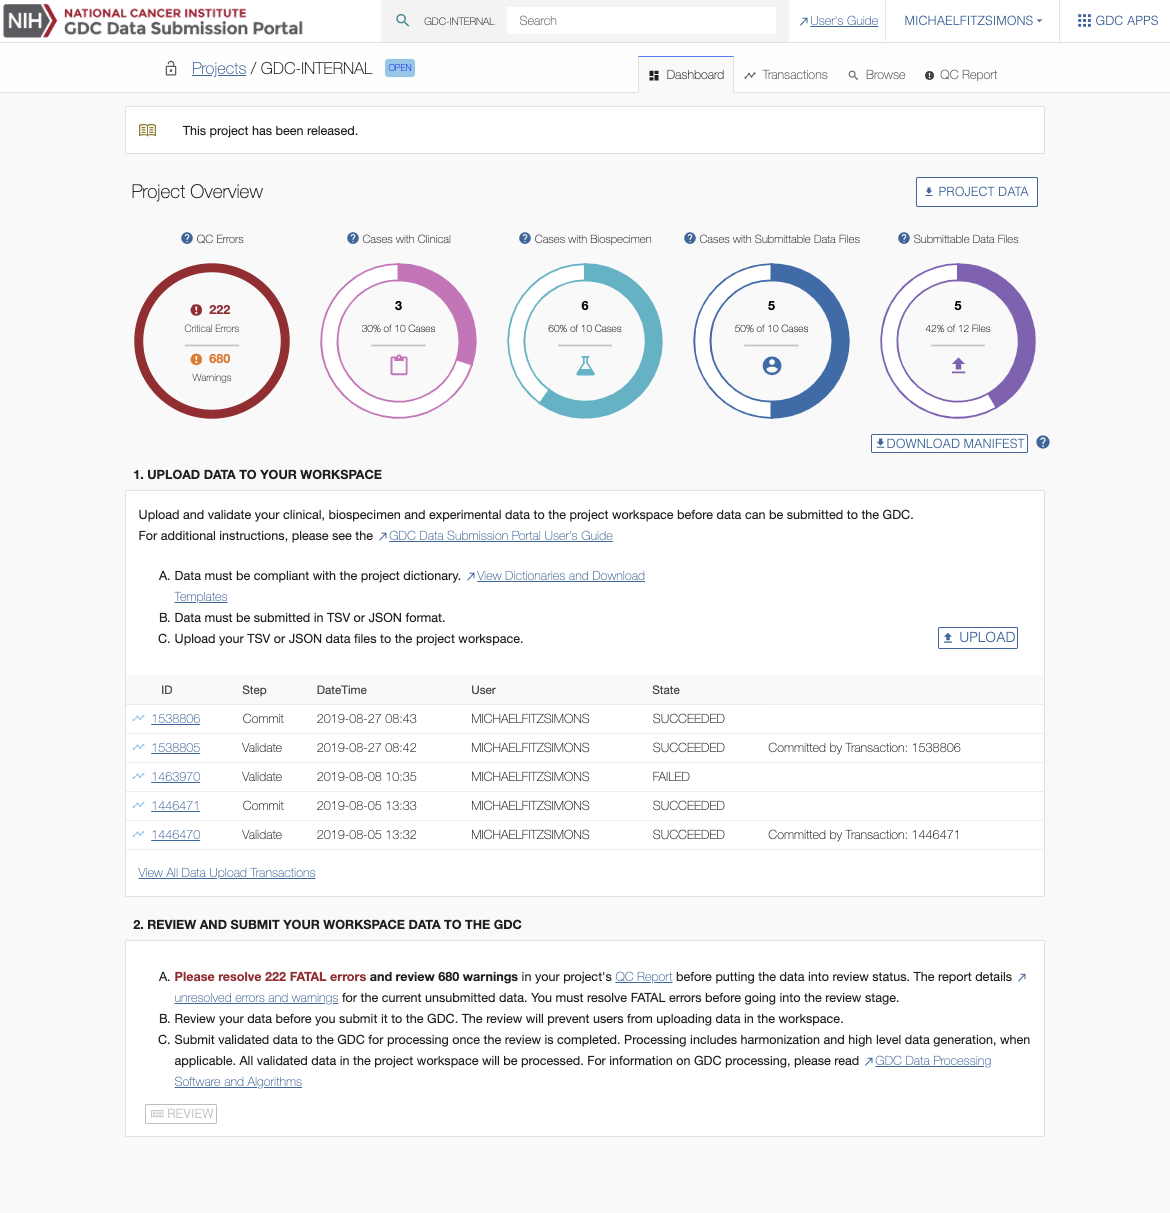 NIH NATIONAL CANCER INSTITUTE
GDC Data Submission Portal
GDC-INTERNAL
Search
User's Guide
MICHAELFITZSIMONS
GDC APPS
Projects / GDC-INTERNAL OPEN
Dashboard
Transactions
Browse
QC Report
This project has been released.
Project Overview
PROJECT DATA
QC Errors
Cases with Clinical
Cases with Biospecimen
Cases with Submittable Data Files
Submittable Data Files
222
Critical Errors
680
Warnings
3
30% of 10 Cases
6
60% of 10 Cases
5
50% of 10 Cases
5
42% of 12 Files
DOWNLOAD MANIFEST
1. UPLOAD DATA TO YOUR WORKSPACE
Upload and validate your clinical, biospecimen and experimental data to the project workspace before data can be submitted to the GDC.
For additional instructions, please see the GDC Data Submission Portal User's Guide
A. Data must be compliant with the project dictionary. View Dictionaries and Download
Templates
B. Data must be submitted in TSV or JSON format.
C. Upload your TSV or JSON data files to the project workspace.
UPLOAD
ID Step DateTime User State
1538806 Commit 2019-08-27 08:43 MICHAELFITZSIMONS SUCCEEDED
1538805 Validate 2019-08-27 08:42 MICHAELFITZSIMONS SUCCEEDED Committed by Transaction: 1538806
1463970 Validate 2019-08-08 10:35 MICHAELFITZSIMONS FAILED
1446471 Commit 2019-08-05 13:33 MICHAELFITZSIMONS SUCCEEDED
1446470 Validate 2019-08-05 13:32 MICHAELFITZSIMONS SUCCEEDED Committed by Transaction: 1446471
View All Data Upload Transactions
2. REVIEW AND SUBMIT YOUR WORKSPACE DATA TO THE GDC
A. Please resolve 222 FATAL errors and review 680 warnings in your project's QC Report before putting the data into review status. The report details
unresolved errors and warnings for the current unsubmitted data. You must resolve FATAL errors before going into the review stage.
B. Review your data before you submit it to the GDC. The review will prevent users from uploading data in the workspace.
C. Submit validated data to the GDC for processing once the review is completed. Processing includes harmonization and high level data generation, when
applicable. All validated data in the project workspace will be processed. For information on GDC processing, please read GDC Data Processing
Software and Algorithms
REVIEW